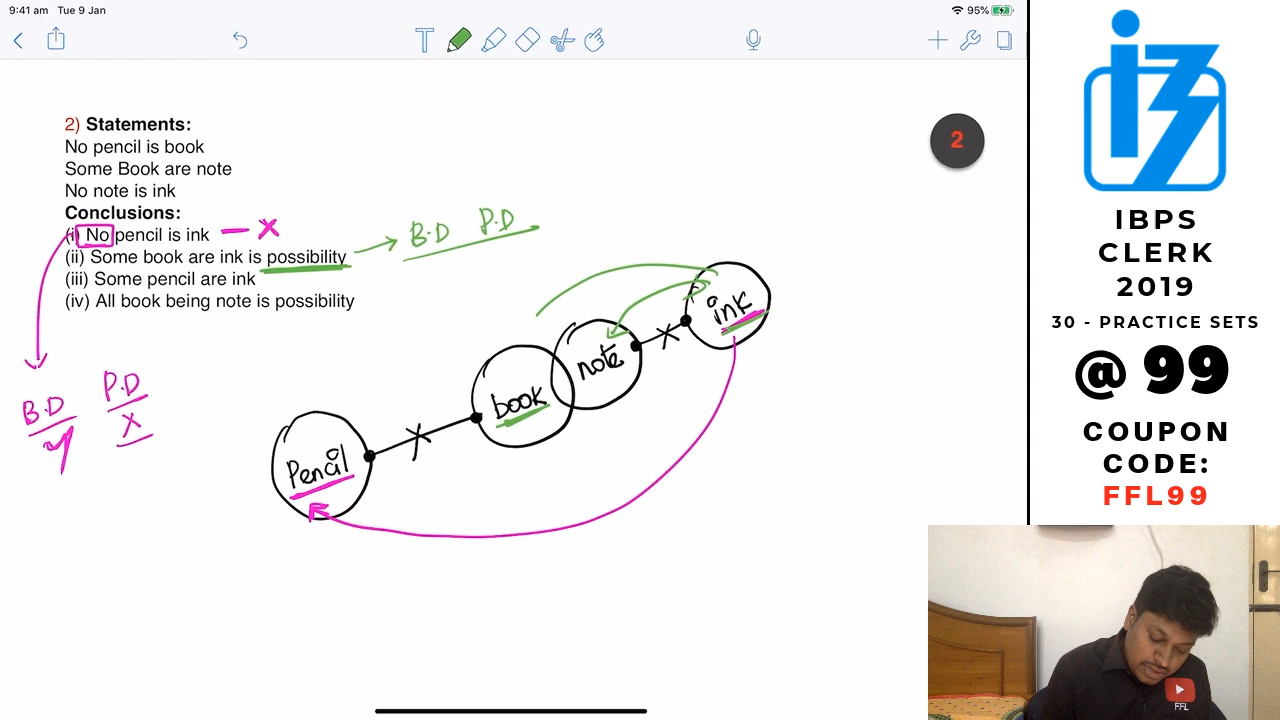 9:41 am Tue 9 Jan
95%
T
2
2) Statements:
No pencil is book
Some Book are note
No note is ink
Conclusions:
(i) No pencil is ink — x
(ii) Some book are ink is possibility → B.D P.D
(iii) Some pencil are ink
(iv) All book being note is possibility
B.D P.D
y x
Pencil
book
note
ink
x
x
IBPS
CLERK
2019
30 - PRACTICE SETS
@ 99
COUPON
CODE:
FFL99
FFL